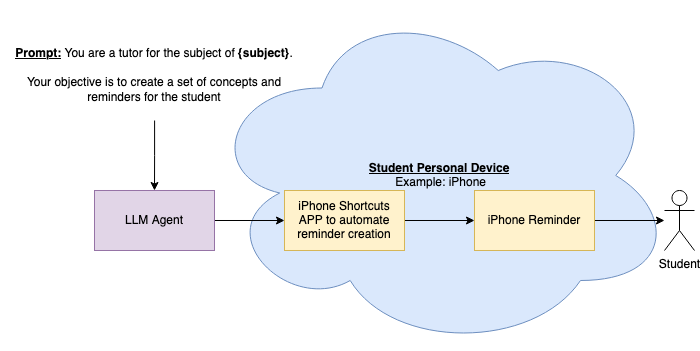 Prompt: You are a tutor for the subject of {subject}.
Your objective is to create a set of concepts and
reminders for the student
Student Personal Device
Example: iPhone
LLM Agent
iPhone Shortcuts
APP to automate
reminder creation
iPhone Reminder
Student